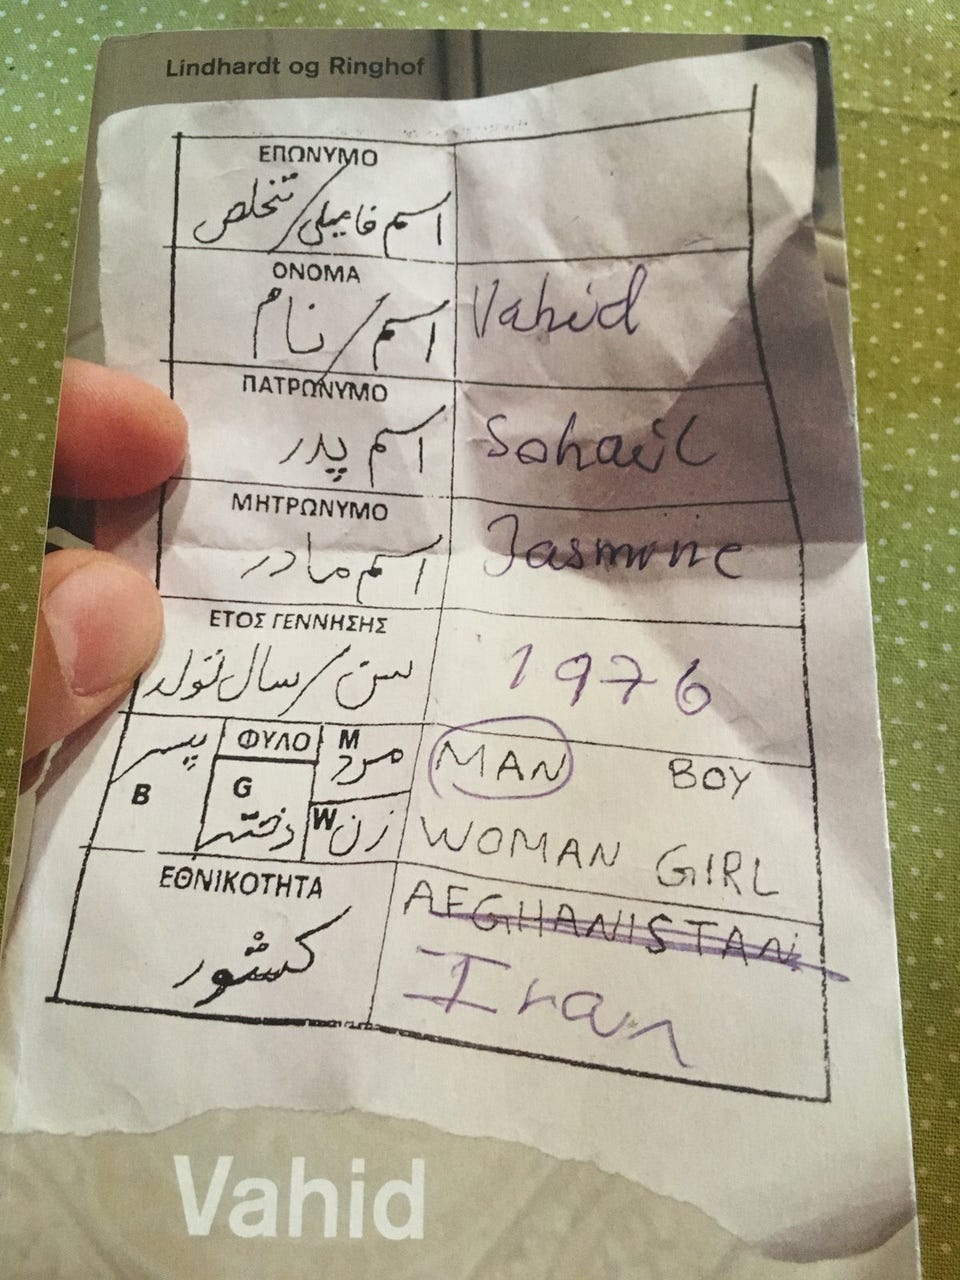 Lindhardt og Ringhof
ΕΠΩΝΥΜΟ
اسم فامیلی/تخلص
ΟΝΟΜΑ
اسم/نام
Vahid
ΠΑΤΡΩΝΥΜΟ
اسم پدر
Sohail
ΜΗΤΡΩΝΥΜΟ
اسم مادر
Jasmine
ΕΤΟΣ ΓΕΝΝΗΣΗΣ
سن/سال تولد
1976
پسر
B
ΦΥΛΟ
G
دختر
M
مرد
W
زن
MAN BOY
WOMAN GIRL
ΕΘΝΙΚΟΤΗΤΑ
کشور
AFGHANISTAN
Iran
Vahid